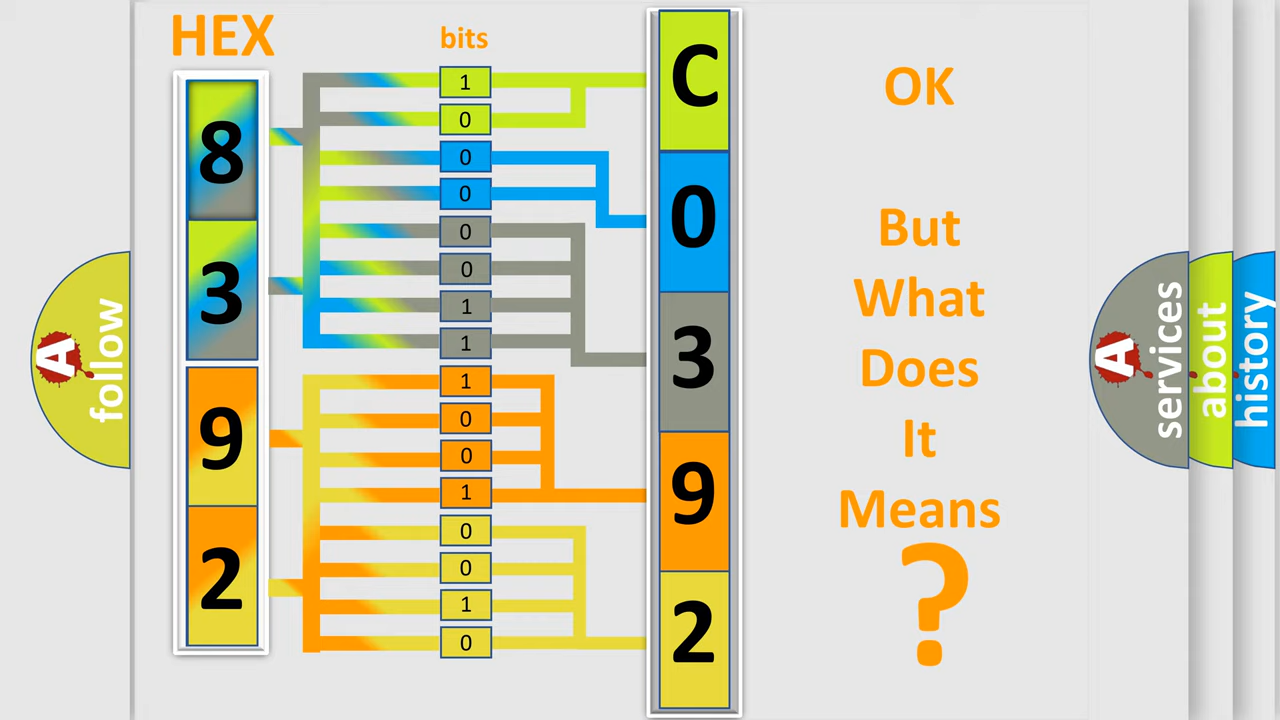 HEX
bits
8
3
9
2
1
0
0
0
0
0
1
1
1
0
0
1
0
0
1
0
C
0
3
9
2
OK
But
What
Does
It
Means
?
A
follow
A
services
about
history